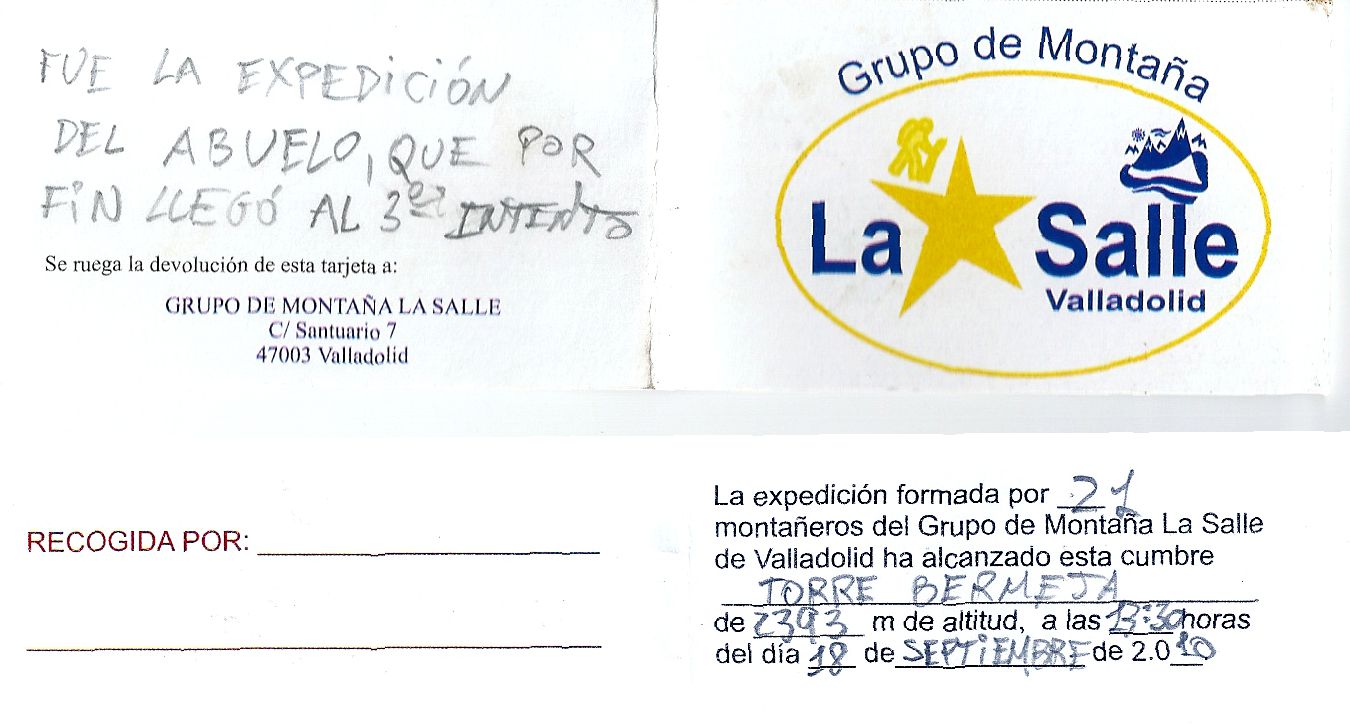 FUE LA EXPEDICIÓN
DEL ABUELO, QUE POR
FIN LLEGÓ AL 3er INTENTO
Se ruega la devolución de esta tarjeta a:
GRUPO DE MONTAÑA LA SALLE
C/ Santuario 7
47003 Valladolid
Grupo de Montaña
La Salle
Valladolid
RECOGIDA POR:
La expedición formada por 21
montañeros del Grupo de Montaña La Salle
de Valladolid ha alcanzado esta cumbre
TORRE BERMEJA
de 2393 m de altitud, a las 13:30 horas
del día 18 de SEPTIEMBRE de 2.010